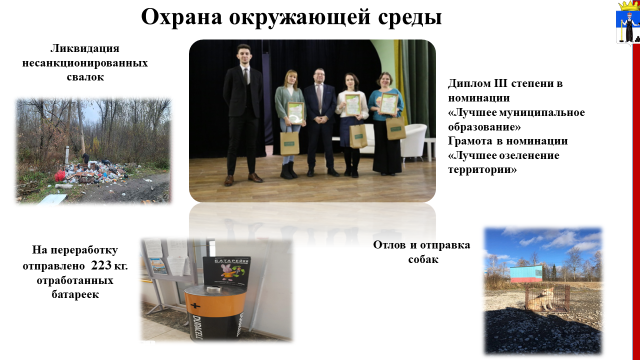 Охрана окружающей среды
Ликвидация
несанкционированных
свалок
Диплом III степени в
номинации
«Лучшее муниципальное
образование»
Грамота в номинации
«Лучшее озеленение
территории»
На переработку
отправлено 223 кг.
отработанных
батареек
БАТАРЕЙКИ
DURACELL
Отлов и отправка
собак